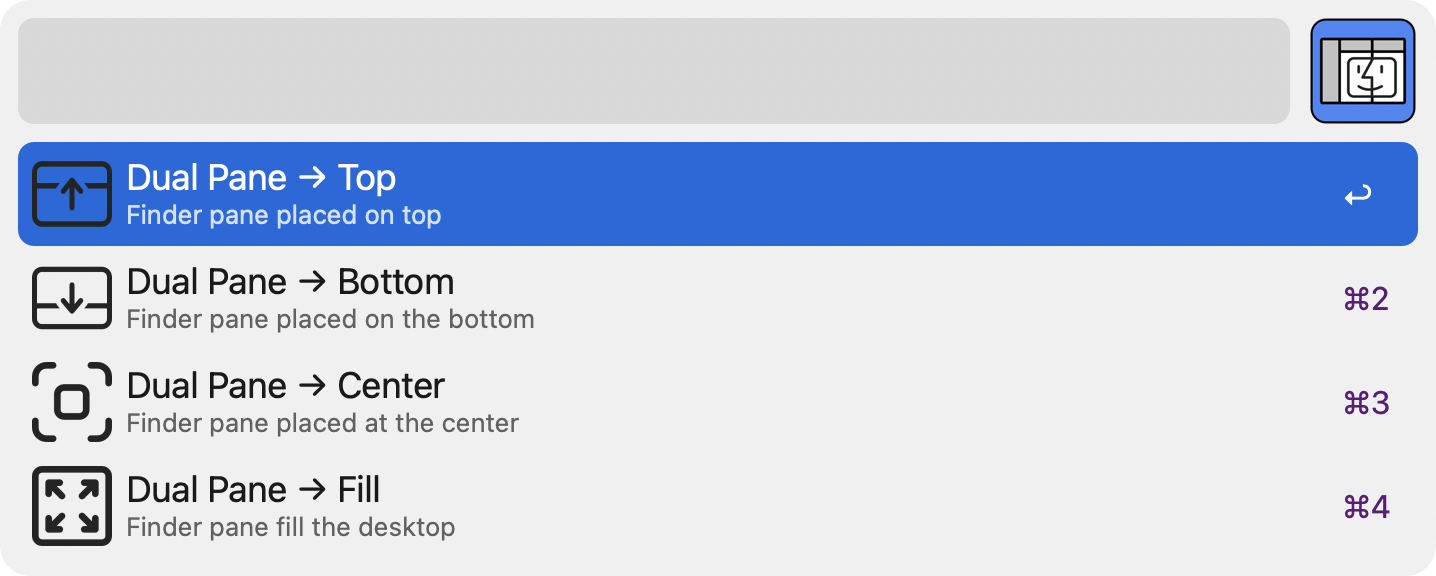 Dual Pane → Top
Finder pane placed on top
↩
Dual Pane → Bottom
Finder pane placed on the bottom
⌘2
Dual Pane → Center
Finder pane placed at the center
⌘3
Dual Pane → Fill
Finder pane fill the desktop
⌘4